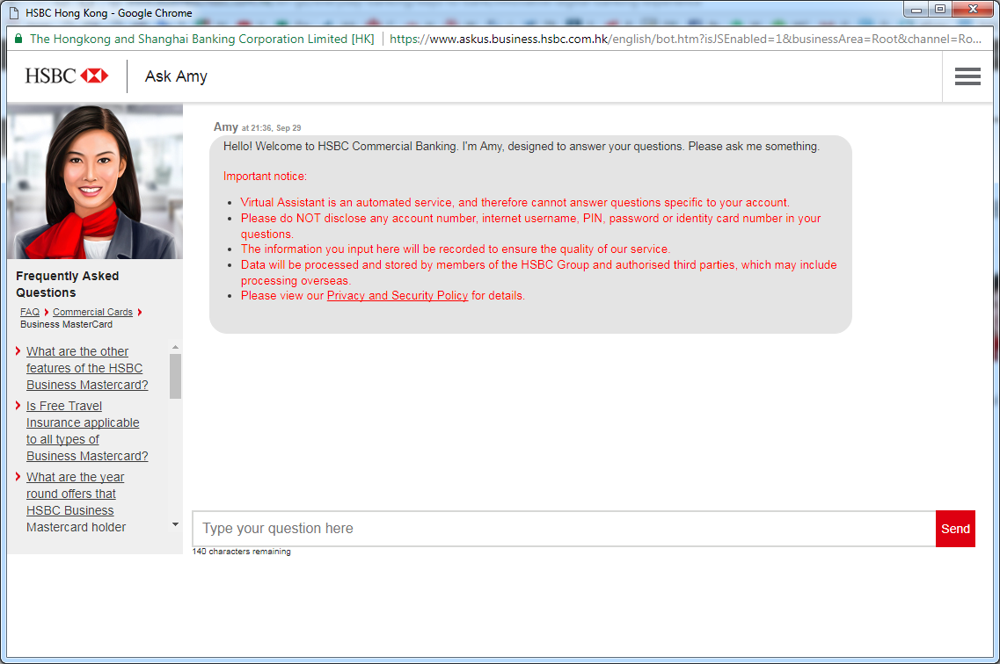 HSBC Hong Kong - Google Chrome
The Hongkong and Shanghai Banking Corporation Limited [HK] https://www.askus.business.hsbc.com.hk/english/bot.htm?isJSEnabled=1&businessArea=Root&channel=Ro...
HSBC Ask Amy
Amy at 21:36, Sep 29
Hello! Welcome to HSBC Commercial Banking. I'm Amy, designed to answer your questions. Please ask me something.
Important notice:
Virtual Assistant is an automated service, and therefore cannot answer questions specific to your account.
Please do NOT disclose any account number, internet username, PIN, password or identity card number in your
questions.
The information you input here will be recorded to ensure the quality of our service.
Data will be processed and stored by members of the HSBC Group and authorised third parties, which may include
processing overseas.
Please view our Privacy and Security Policy for details.
Frequently Asked
Questions
FAQ Commercial Cards
Business MasterCard
What are the other
features of the HSBC
Business Mastercard?
Is Free Travel
Insurance applicable
to all types of
Business Mastercard?
What are the year
round offers that
HSBC Business
Mastercard holder
Type your question here
Send
140 characters remaining